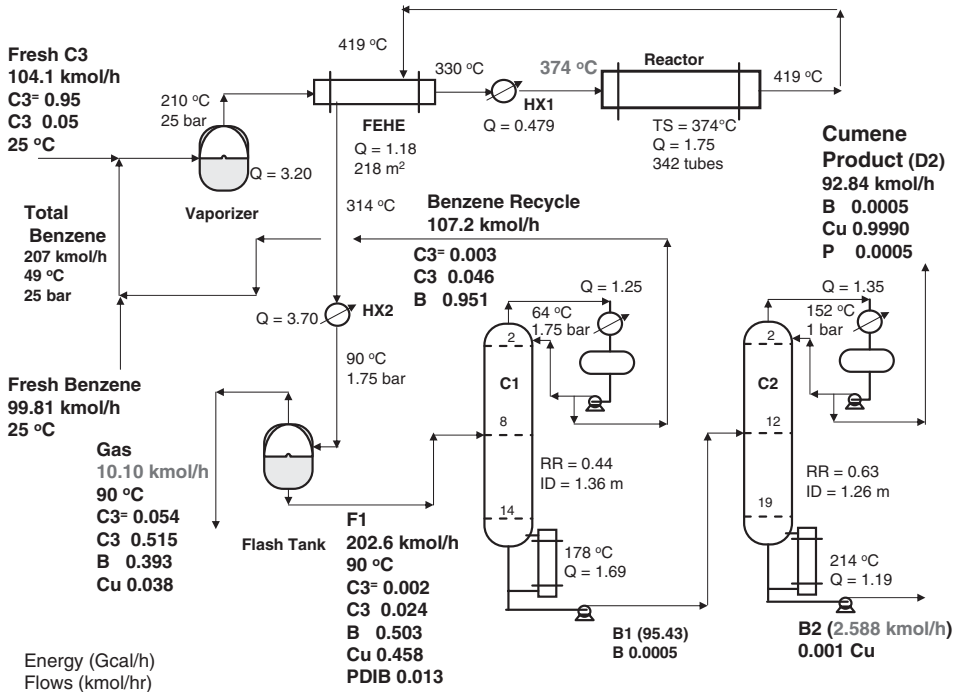 Fresh C3
104.1 kmol/h
C3= 0.95
C3 0.05
25 ºC
210 ºC
25 bar
Q = 3.20
Vaporizer
419 ºC
FEHE
Q = 1.18
218 m²
330 ºC
HX1
Q = 0.479
374 ºC
Reactor
419 ºC
TS = 374°C
Q = 1.75
342 tubes
Cumene
Product (D2)
92.84 kmol/h
B 0.0005
Cu 0.9990
P 0.0005
Total
Benzene
207 kmol/h
49 ºC
25 bar
314 ºC
Benzene Recycle
107.2 kmol/h
C3= 0.003
C3 0.046
B 0.951
Q = 3.70
HX2
90 ºC
1.75 bar
Fresh Benzene
99.81 kmol/h
25 ºC
Gas
10.10 kmol/h
90 ºC
C3= 0.054
C3 0.515
B 0.393
Cu 0.038
Flash Tank
F1
202.6 kmol/h
90 ºC
C3= 0.002
C3 0.024
B 0.503
Cu 0.458
PDIB 0.013
Q = 1.25
64 ºC
1.75 bar
2
C1
8
14
RR = 0.44
ID = 1.36 m
178 ºC
Q = 1.69
B1 (95.43)
B 0.0005
Q = 1.35
152 ºC
1 bar
2
C2
12
19
RR = 0.63
ID = 1.26 m
214 ºC
Q = 1.19
B2 (2.588 kmol/h)
0.001 Cu
Energy (Gcal/h)
Flows (kmol/hr)